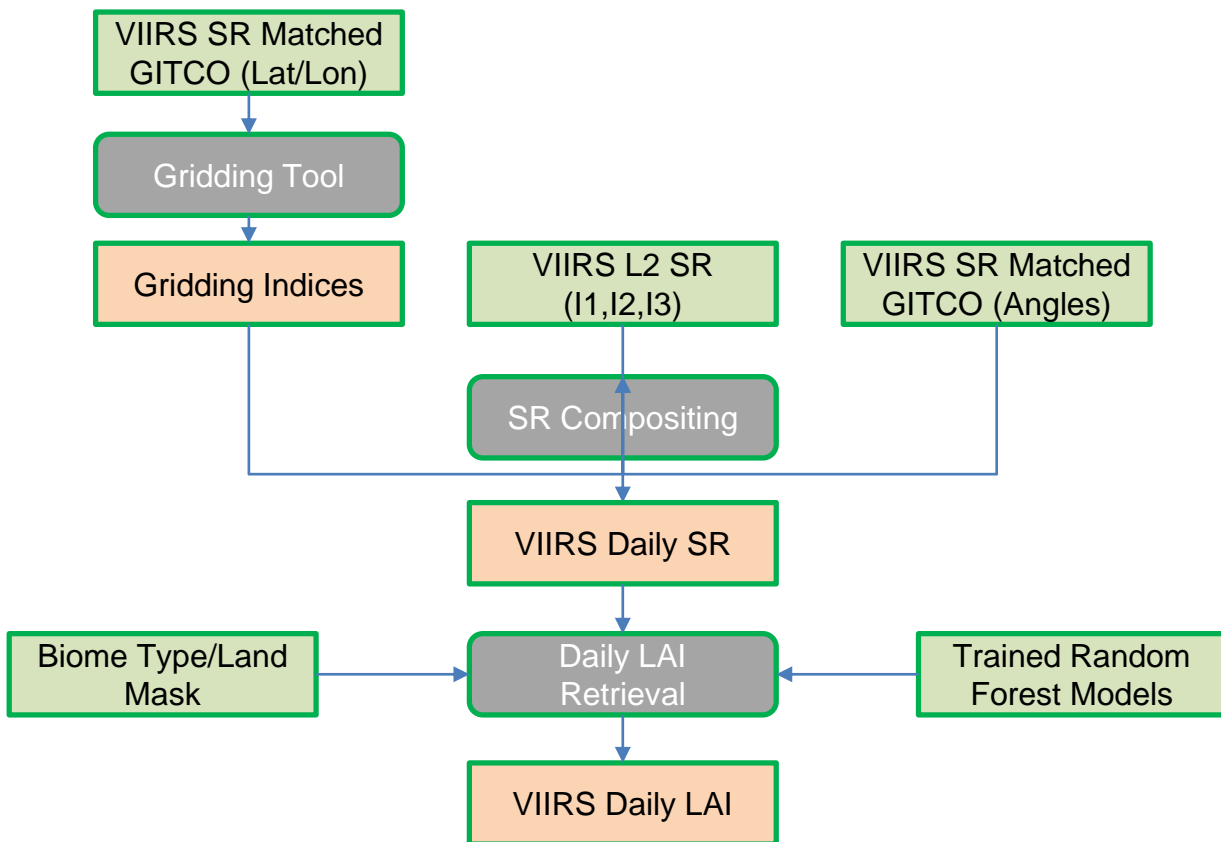 VIIRS SR Matched
GITCO (Lat/Lon)
Gridding Tool
Gridding Indices
VIIRS L2 SR
(I1,I2,I3)
VIIRS SR Matched
GITCO (Angles)
SR Compositing
VIIRS Daily SR
Biome Type/Land
Mask
Daily LAI
Retrieval
Trained Random
Forest Models
VIIRS Daily LAI